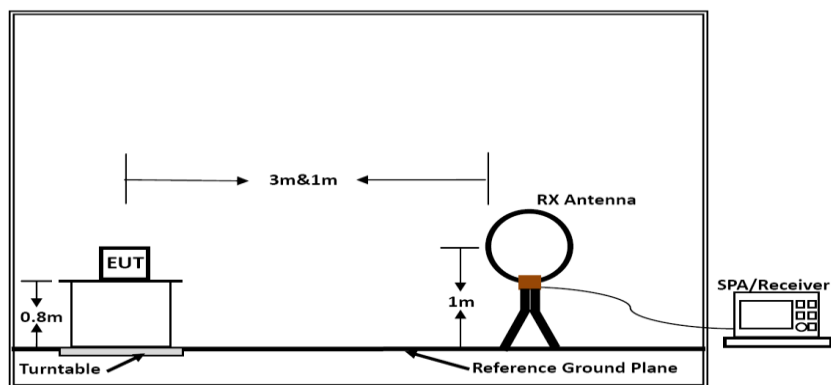 3m&1m
RX Antenna
EUT
SPA/Receiver
1m
0.8m
Turntable
Reference Ground Plane